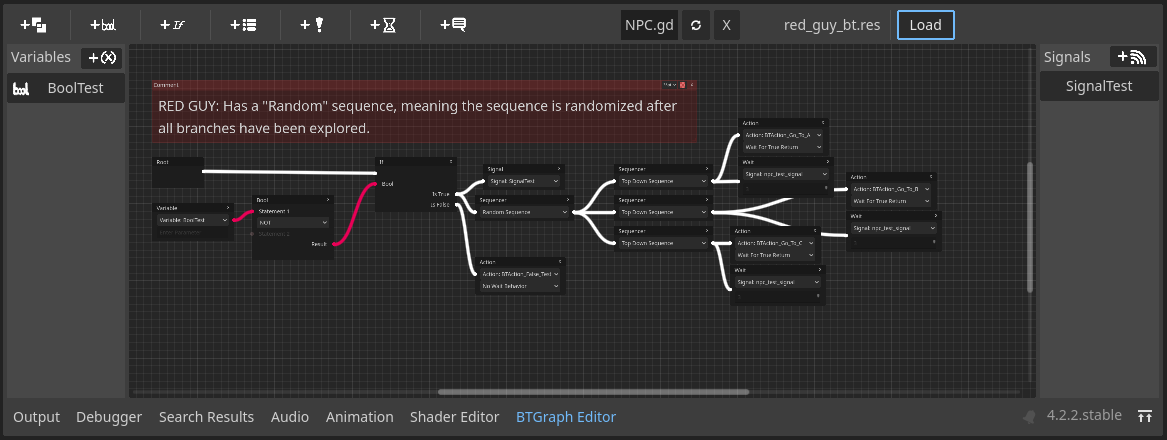 bool
If
NPC.gd
X
red_guy_bt.res
Load
Variables
+(x)
Signals
BoolTest
SignalTest
Comment
RED GUY: Has a "Random" sequence, meaning the sequence is randomized after
all branches have been explored.
Root
Variable
Variable: BoolTest
Bool
Statement 1
NOT
Statement 2
Result
If
Bool
Is True
Is False
Signal
Signal: SignalTest
Sequencer
Random Sequence
Action
Action: BTAction_False_Test
No Wait Behavior
Sequencer
Top Down Sequence
Sequencer
Top Down Sequence
Sequencer
Top Down Sequence
Action
Action: BTAction_Go_To_A
Wait For True Return
Wait
Signal: npc_test_signal
Action
Action: BTAction_Go_To_B
Wait For True Return
Wait
Signal: npc_test_signal
Action
Action: BTAction_Go_To_C
Wait For True Return
Wait
Signal: npc_test_signal
Output
Debugger
Search Results
Audio
Animation
Shader Editor
BTGraph Editor
4.2.2.stable